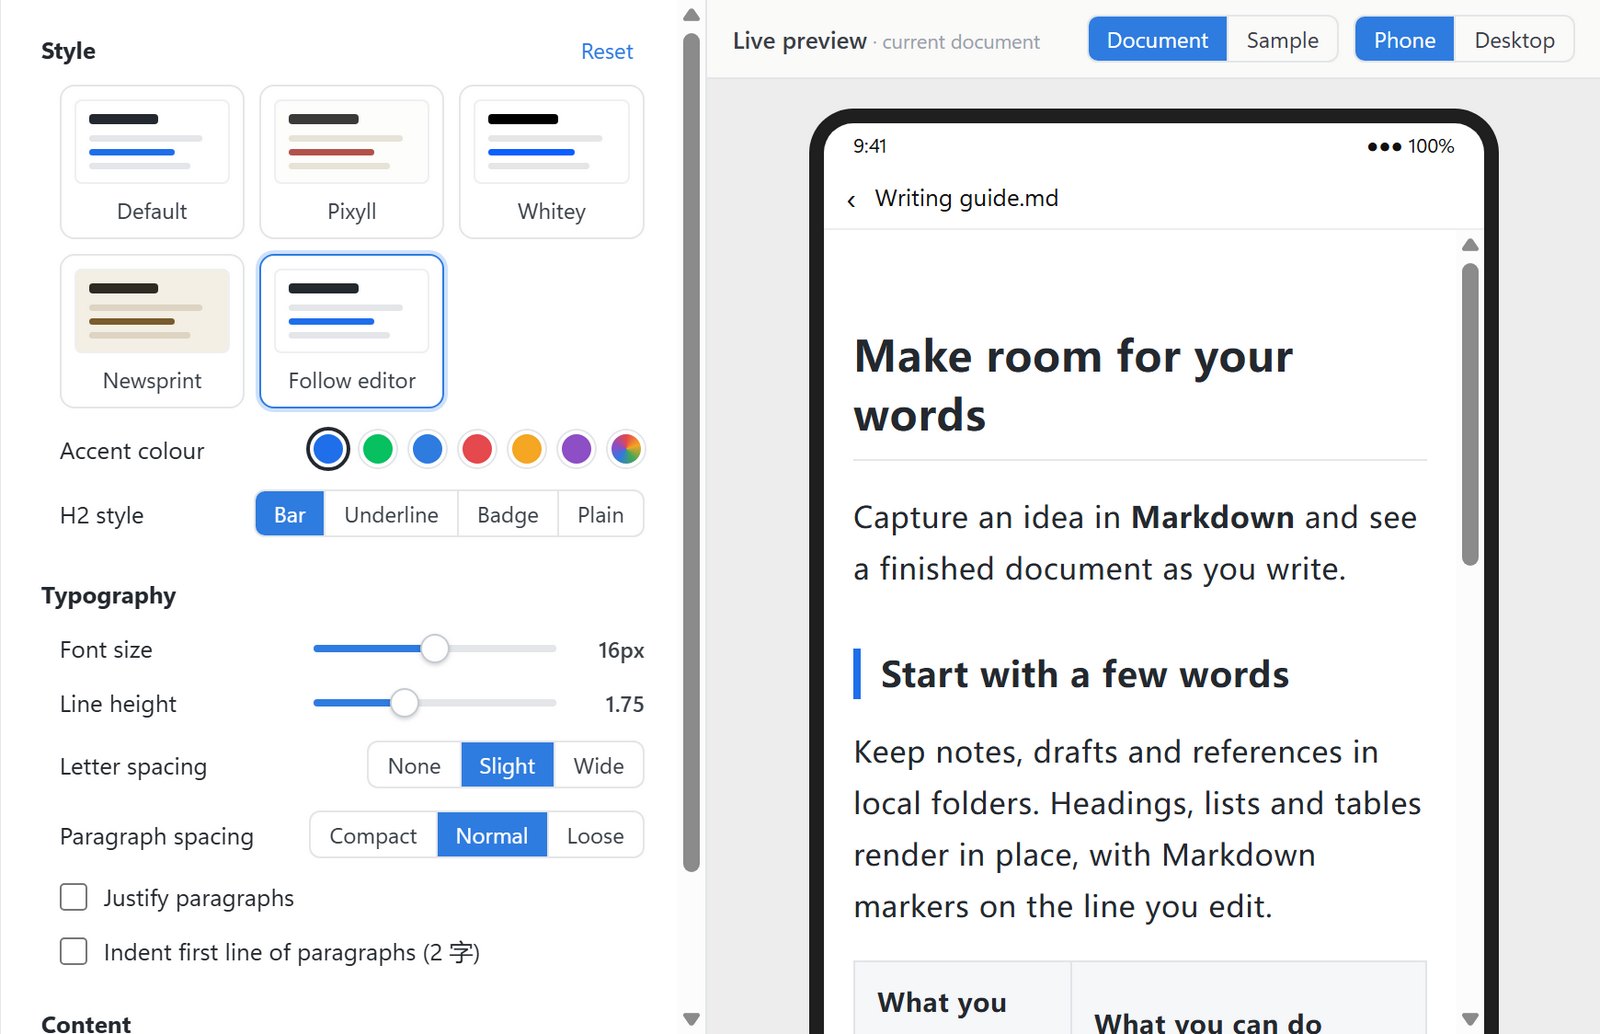 Style
Reset
Default
Pixyll
Whitey
Newsprint
Follow editor
Accent colour
H2 style
Bar
Underline
Badge
Plain
Typography
Font size
16px
Line height
1.75
Letter spacing
None
Slight
Wide
Paragraph spacing
Compact
Normal
Loose
Justify paragraphs
Indent first line of paragraphs (2 字)
Content
Live preview · current document
Document
Sample
Phone
Desktop
9:41
●●● 100%
‹ Writing guide.md
Make room for your
words
Capture an idea in Markdown and see
a finished document as you write.
Start with a few words
Keep notes, drafts and references in
local folders. Headings, lists and tables
render in place, with Markdown
markers on the line you edit.
What you
What you can do